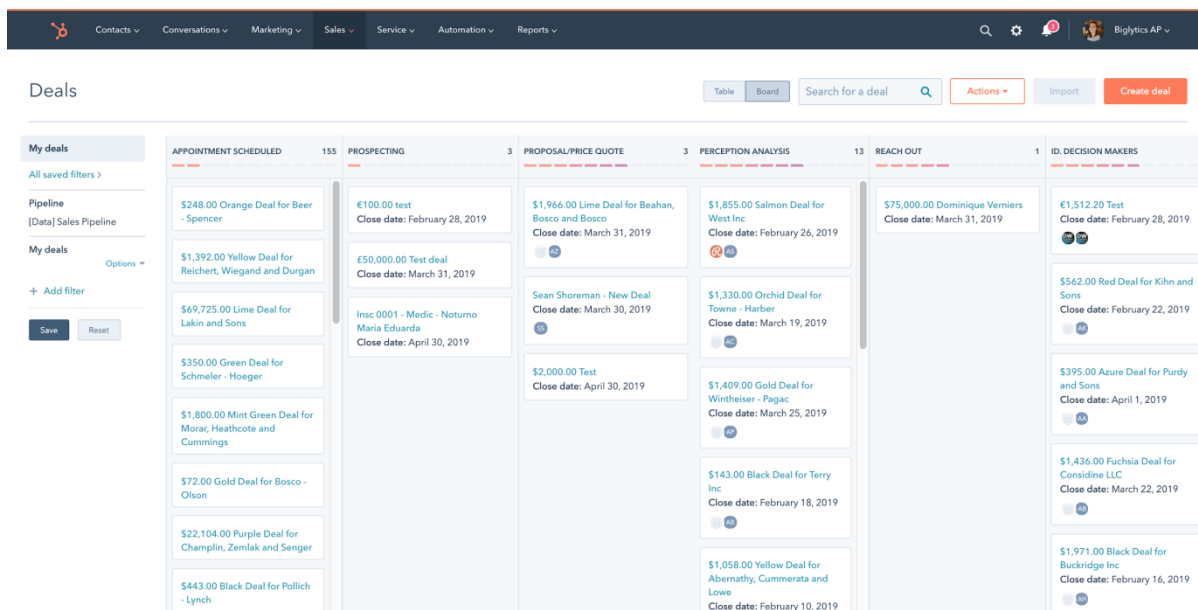 Contacts
Conversations
Marketing
Sales
Service
Automation
Reports
3
Biglytics AP
Deals
Table
Board
Search for a deal
Actions
Import
Create deal
My deals
All saved filters >
Pipeline
[Data] Sales Pipeline
My deals
Options
+ Add filter
Save
Reset
APPOINTMENT SCHEDULED 155
$248.00 Orange Deal for Beer
- Spencer
$1,392.00 Yellow Deal for
Reichert, Wiegand and Durgan
$69,725.00 Lime Deal for
Lakin and Sons
$350.00 Green Deal for
Schmeler - Hoeger
$1,800.00 Mint Green Deal for
Morar, Heathcote and
Cummings
$72.00 Gold Deal for Bosco -
Olson
$22,104.00 Purple Deal for
Champlin, Zemlak and Senger
$443.00 Black Deal for Pollich
- Lynch
PROSPECTING 3
€100.00 test
Close date: February 28, 2019
£50,000.00 Test deal
Close date: March 31, 2019
Insc 0001 - Medic - Noturno
Maria Eduarda
Close date: April 30, 2019
PROPOSAL/PRICE QUOTE 3
$1,966.00 Lime Deal for Beahan,
Bosco and Bosco
Close date: March 31, 2019
AZ
Sean Shoreman - New Deal
Close date: March 30, 2019
SS
$2,000.00 Test
Close date: April 30, 2019
PERCEPTION ANALYSIS 13
$1,855.00 Salmon Deal for
West Inc
Close date: February 26, 2019
AS
$1,330.00 Orchid Deal for
Towne - Harber
Close date: March 19, 2019
AC
$1,409.00 Gold Deal for
Wintheiser - Pagac
Close date: March 25, 2019
AP
$143.00 Black Deal for Terry
Inc
Close date: February 18, 2019
AB
$1,058.00 Yellow Deal for
Abernathy, Cummerata and
Lowe
Close date: February 10, 2019
REACH OUT 1
$75,000.00 Dominique Verniers
Close date: March 31, 2019
ID. DECISION MAKERS
€1,512.20 Test
Close date: February 28, 2019
DW DW
$562.00 Red Deal for Kihn and
Sons
Close date: February 22, 2019
AK
$395.00 Azure Deal for Purdy
and Sons
Close date: April 1, 2019
AA
$1,436.00 Fuchsia Deal for
Considine LLC
Close date: March 22, 2019
AB
$1,971.00 Black Deal for
Buckridge Inc
Close date: February 16, 2019
AH